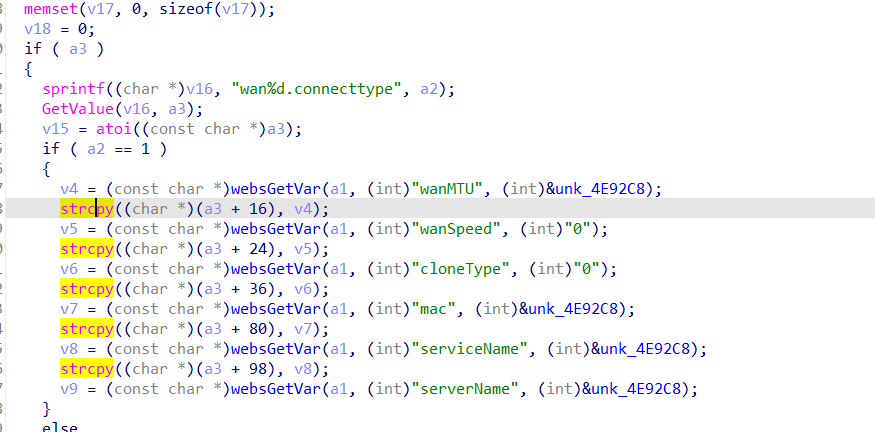 memset(v17, 0, sizeof(v17));
v18 = 0;
if ( a3 )
{
sprintf((char *)v16, "wan%d.connecttype", a2);
GetValue(v16, a3);
v15 = atoi((const char *)a3);
if ( a2 == 1 )
{
v4 = (const char *)websGetVar(a1, (int)"wanMTU", (int)&unk_4E92C8);
strcpy((char *)(a3 + 16), v4);
v5 = (const char *)websGetVar(a1, (int)"wanSpeed", (int)"0");
strcpy((char *)(a3 + 24), v5);
v6 = (const char *)websGetVar(a1, (int)"cloneType", (int)"0");
strcpy((char *)(a3 + 36), v6);
v7 = (const char *)websGetVar(a1, (int)"mac", (int)&unk_4E92C8);
strcpy((char *)(a3 + 80), v7);
v8 = (const char *)websGetVar(a1, (int)"serviceName", (int)&unk_4E92C8);
strcpy((char *)(a3 + 98), v8);
v9 = (const char *)websGetVar(a1, (int)"serverName", (int)&unk_4E92C8);
}
else